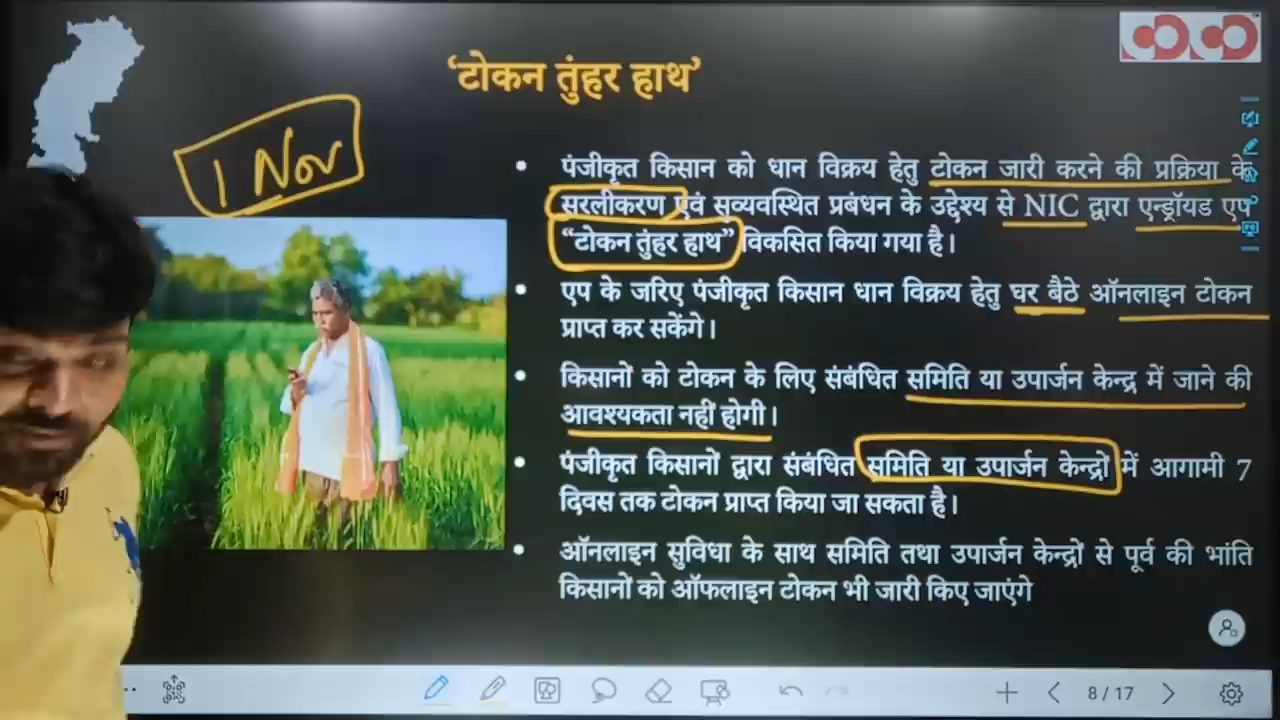 ‘टोकन तुंहर हाथ’
1 Nov
• पंजीकृत किसान को धान विक्रय हेतु टोकन जारी करने की प्रक्रिया के
सरलीकरण एवं सव्यवस्थित प्रबंधन के उद्देश्य से NIC द्वारा एन्ड्रॉयड एप
“टोकन तुंहर हाथ” विकसित किया गया है।
• एप के जरिए पंजीकृत किसान धान विक्रय हेतु घर बैठे ऑनलाइन टोकन
प्राप्त कर सकेंगे।
• किसानों को टोकन के लिए संबंधित समिति या उपार्जन केन्द्र में जाने की
आवश्यकता नहीं होगी।
• पंजीकृत किसानों द्वारा संबंधित समिति या उपार्जन केन्द्रों में आगामी 7
दिवस तक टोकन प्राप्त किया जा सकता है।
• ऑनलाइन सुविधा के साथ समिति तथा उपार्जन केन्द्रों से पूर्व की भांति
किसानों को ऑफलाइन टोकन भी जारी किए जाएंगे
8 / 17